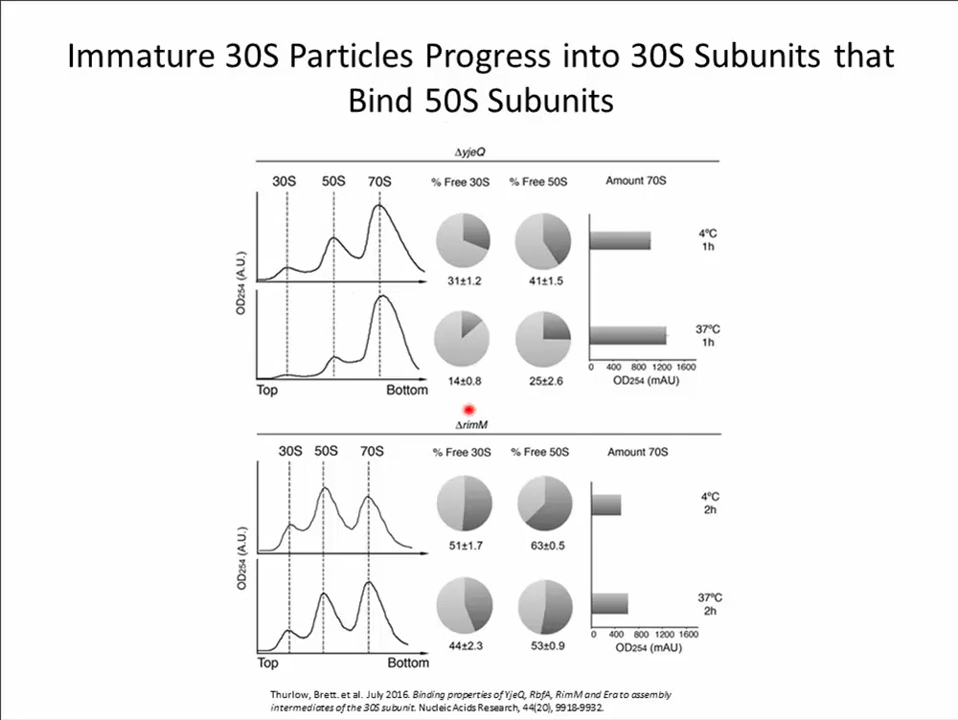 Immature 30S Particles Progress into 30S Subunits that
Bind 50S Subunits
ΔyjeQ
30S 50S 70S % Free 30S % Free 50S Amount 70S
OD254 (A.U.)
31±1.2 41±1.5
4ºC
1h
14±0.8 25±2.6
37ºC
1h
0 400 800 1200 1600
OD254 (mAU)
Top Bottom
ΔrimM
30S 50S 70S % Free 30S % Free 50S Amount 70S
OD254 (A.U.)
51±1.7 63±0.5
4ºC
2h
44±2.3 53±0.9
37ºC
2h
0 400 800 1200 1600
OD254 (mAU)
Top Bottom
Thurlow, Brett. et al. July 2016. Binding properties of YjeQ, RbfA, RimM and Era to assembly
intermediates of the 30S subunit. Nucleic Acids Research, 44(20), 9918-9932.